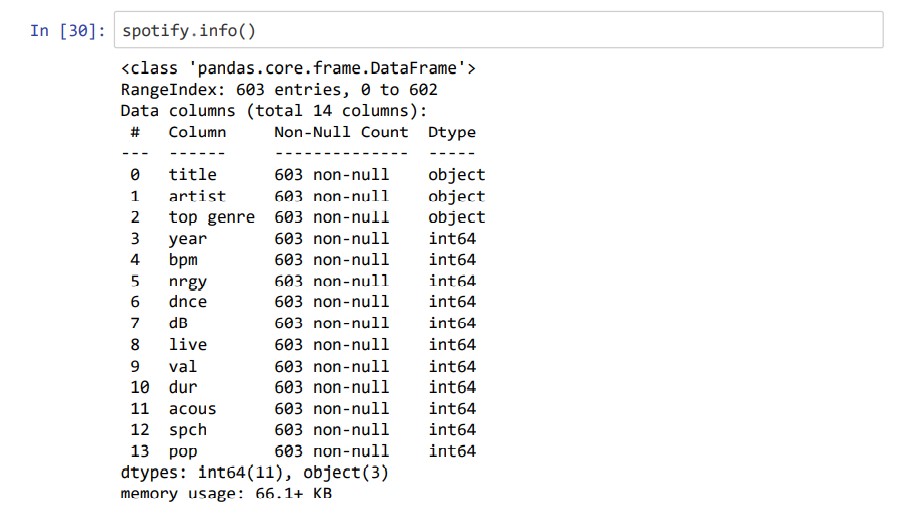 In [30]: spotify.info()
<class 'pandas.core.frame.DataFrame'>
RangeIndex: 603 entries, 0 to 602
Data columns (total 14 columns):
 #   Column     Non-Null Count  Dtype
---  ------     --------------  -----
 0   title      603 non-null    object
 1   artist     603 non-null    object
 2   top genre  603 non-null    object
 3   year       603 non-null    int64
 4   bpm        603 non-null    int64
 5   nrgy       603 non-null    int64
 6   dnce       603 non-null    int64
 7   dB         603 non-null    int64
 8   live       603 non-null    int64
 9   val        603 non-null    int64
 10  dur        603 non-null    int64
 11  acous      603 non-null    int64
 12  spch       603 non-null    int64
 13  pop        603 non-null    int64
dtypes: int64(11), object(3)
memory usage: 66.1+ KB